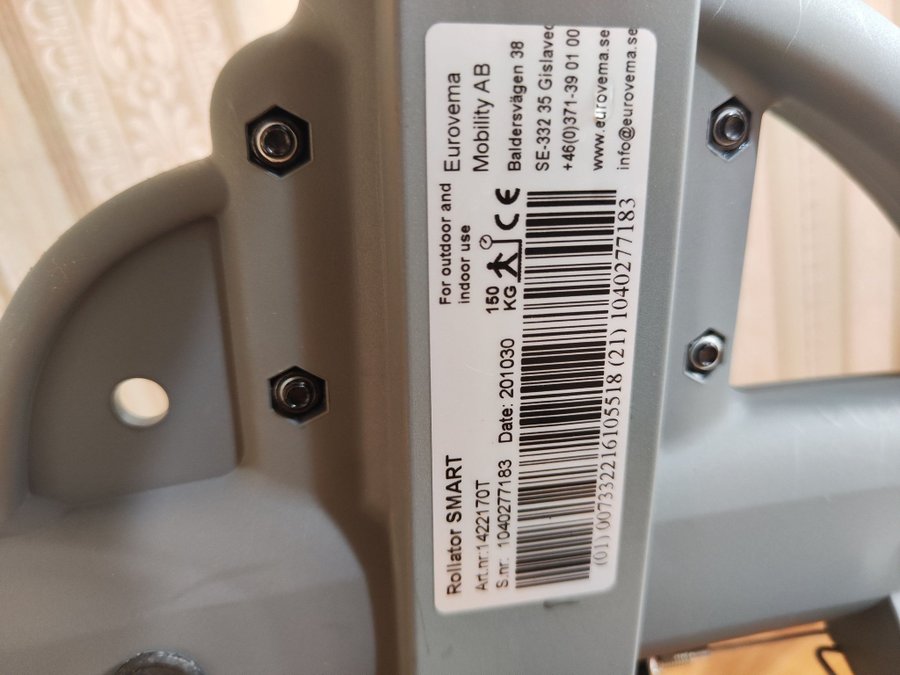 Rollator SMART
Art.nr:1422170T
S.nr: 1040277183 Date: 201030
For outdoor and
indoor use
150
KG
CE
Eurovema
Mobility AB
Baldersvägen 38
SE-332 35 Gislaved
+46(0)371-39 01 00
www.eurovema.se
info@eurovema.se
(01) 007332216105518 (21) 1040277183